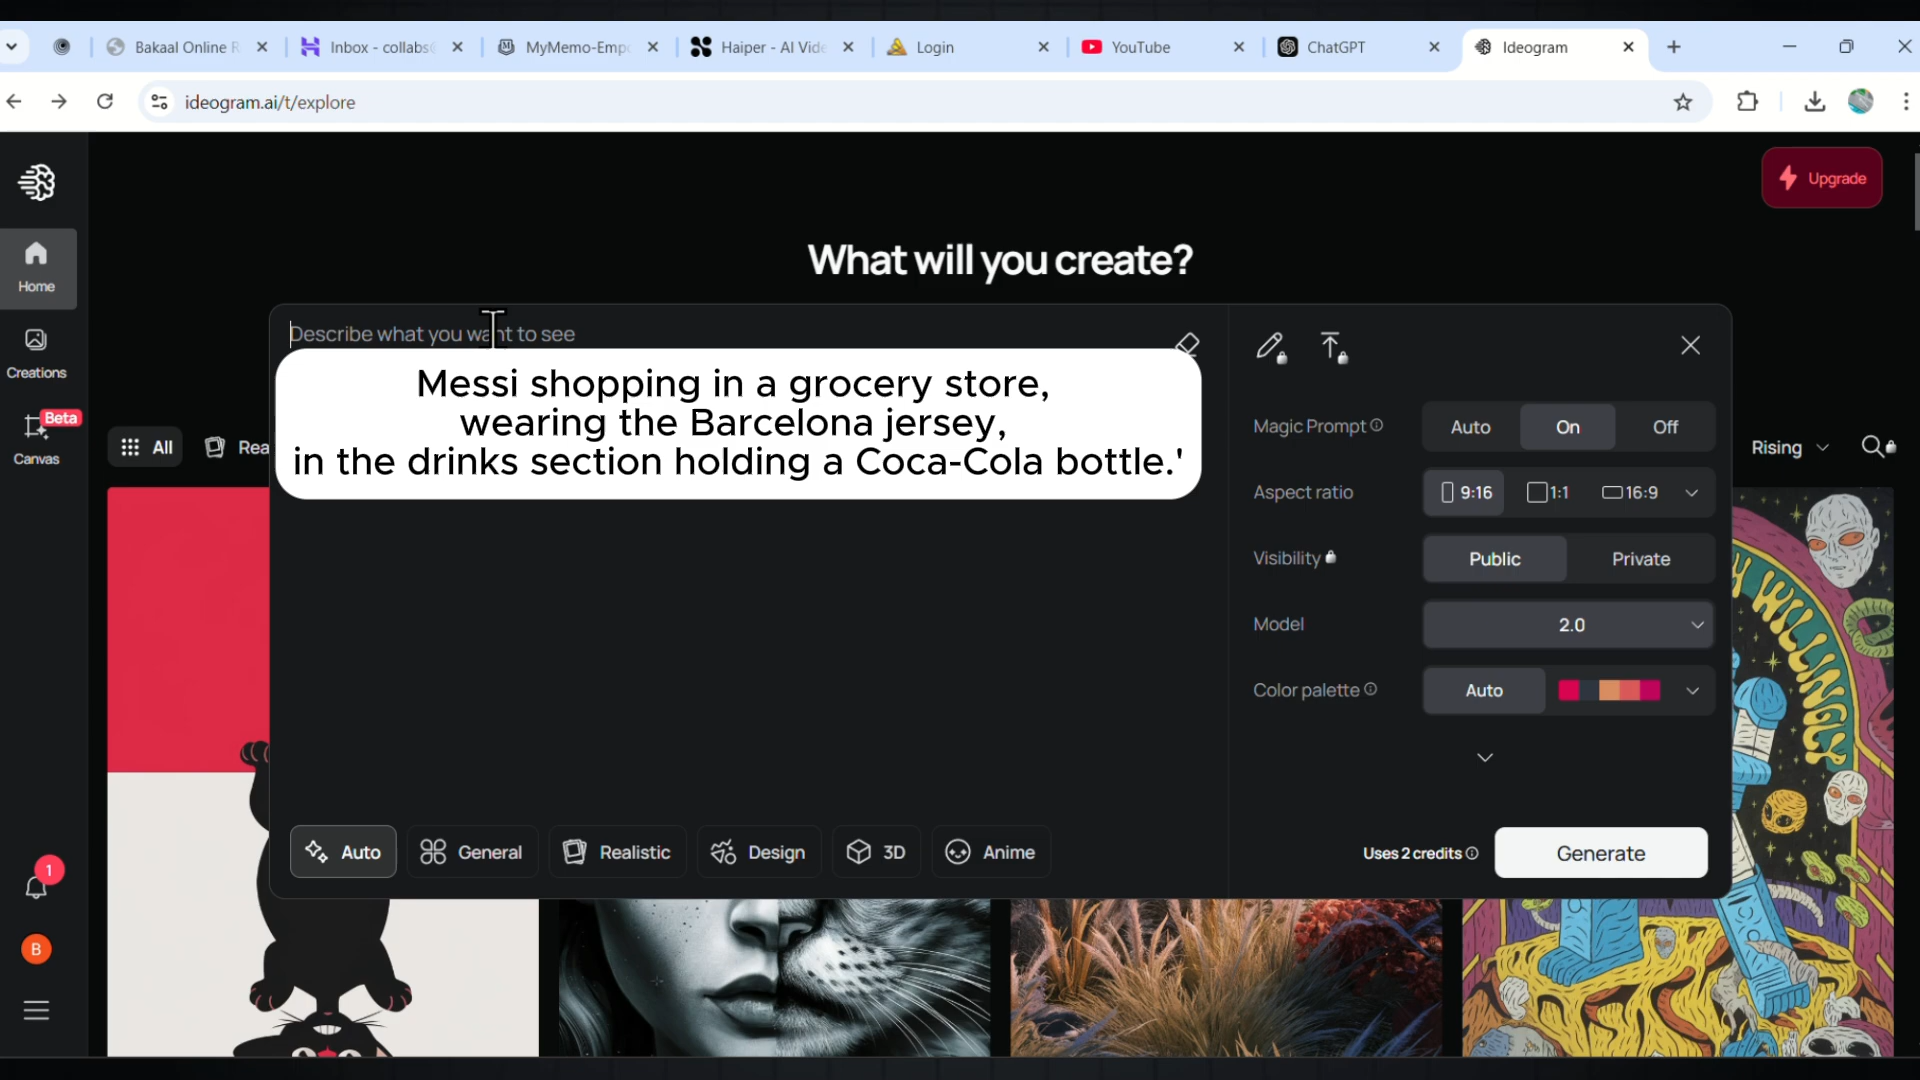 Bakaal Online R
Inbox - collabs@
MyMemo-Empo
Haiper - AI Vide
Login
YouTube
ChatGPT
Ideogram
ideogram.ai/t/explore
Upgrade
What will you create?
Home
Describe what you want to see
Messi shopping in a grocery store,
wearing the Barcelona jersey,
in the drinks section holding a Coca-Cola bottle.'
Creations
Beta
Canvas
All
Rea
Magic Prompt
Auto
On
Off
Rising
Aspect ratio
9:16
1:1
16:9
Visibility
Public
Private
Model
2.0
Color palette
Auto
Auto
General
Realistic
Design
3D
Anime
Uses 2 credits
Generate
1
B
WILLINGLY